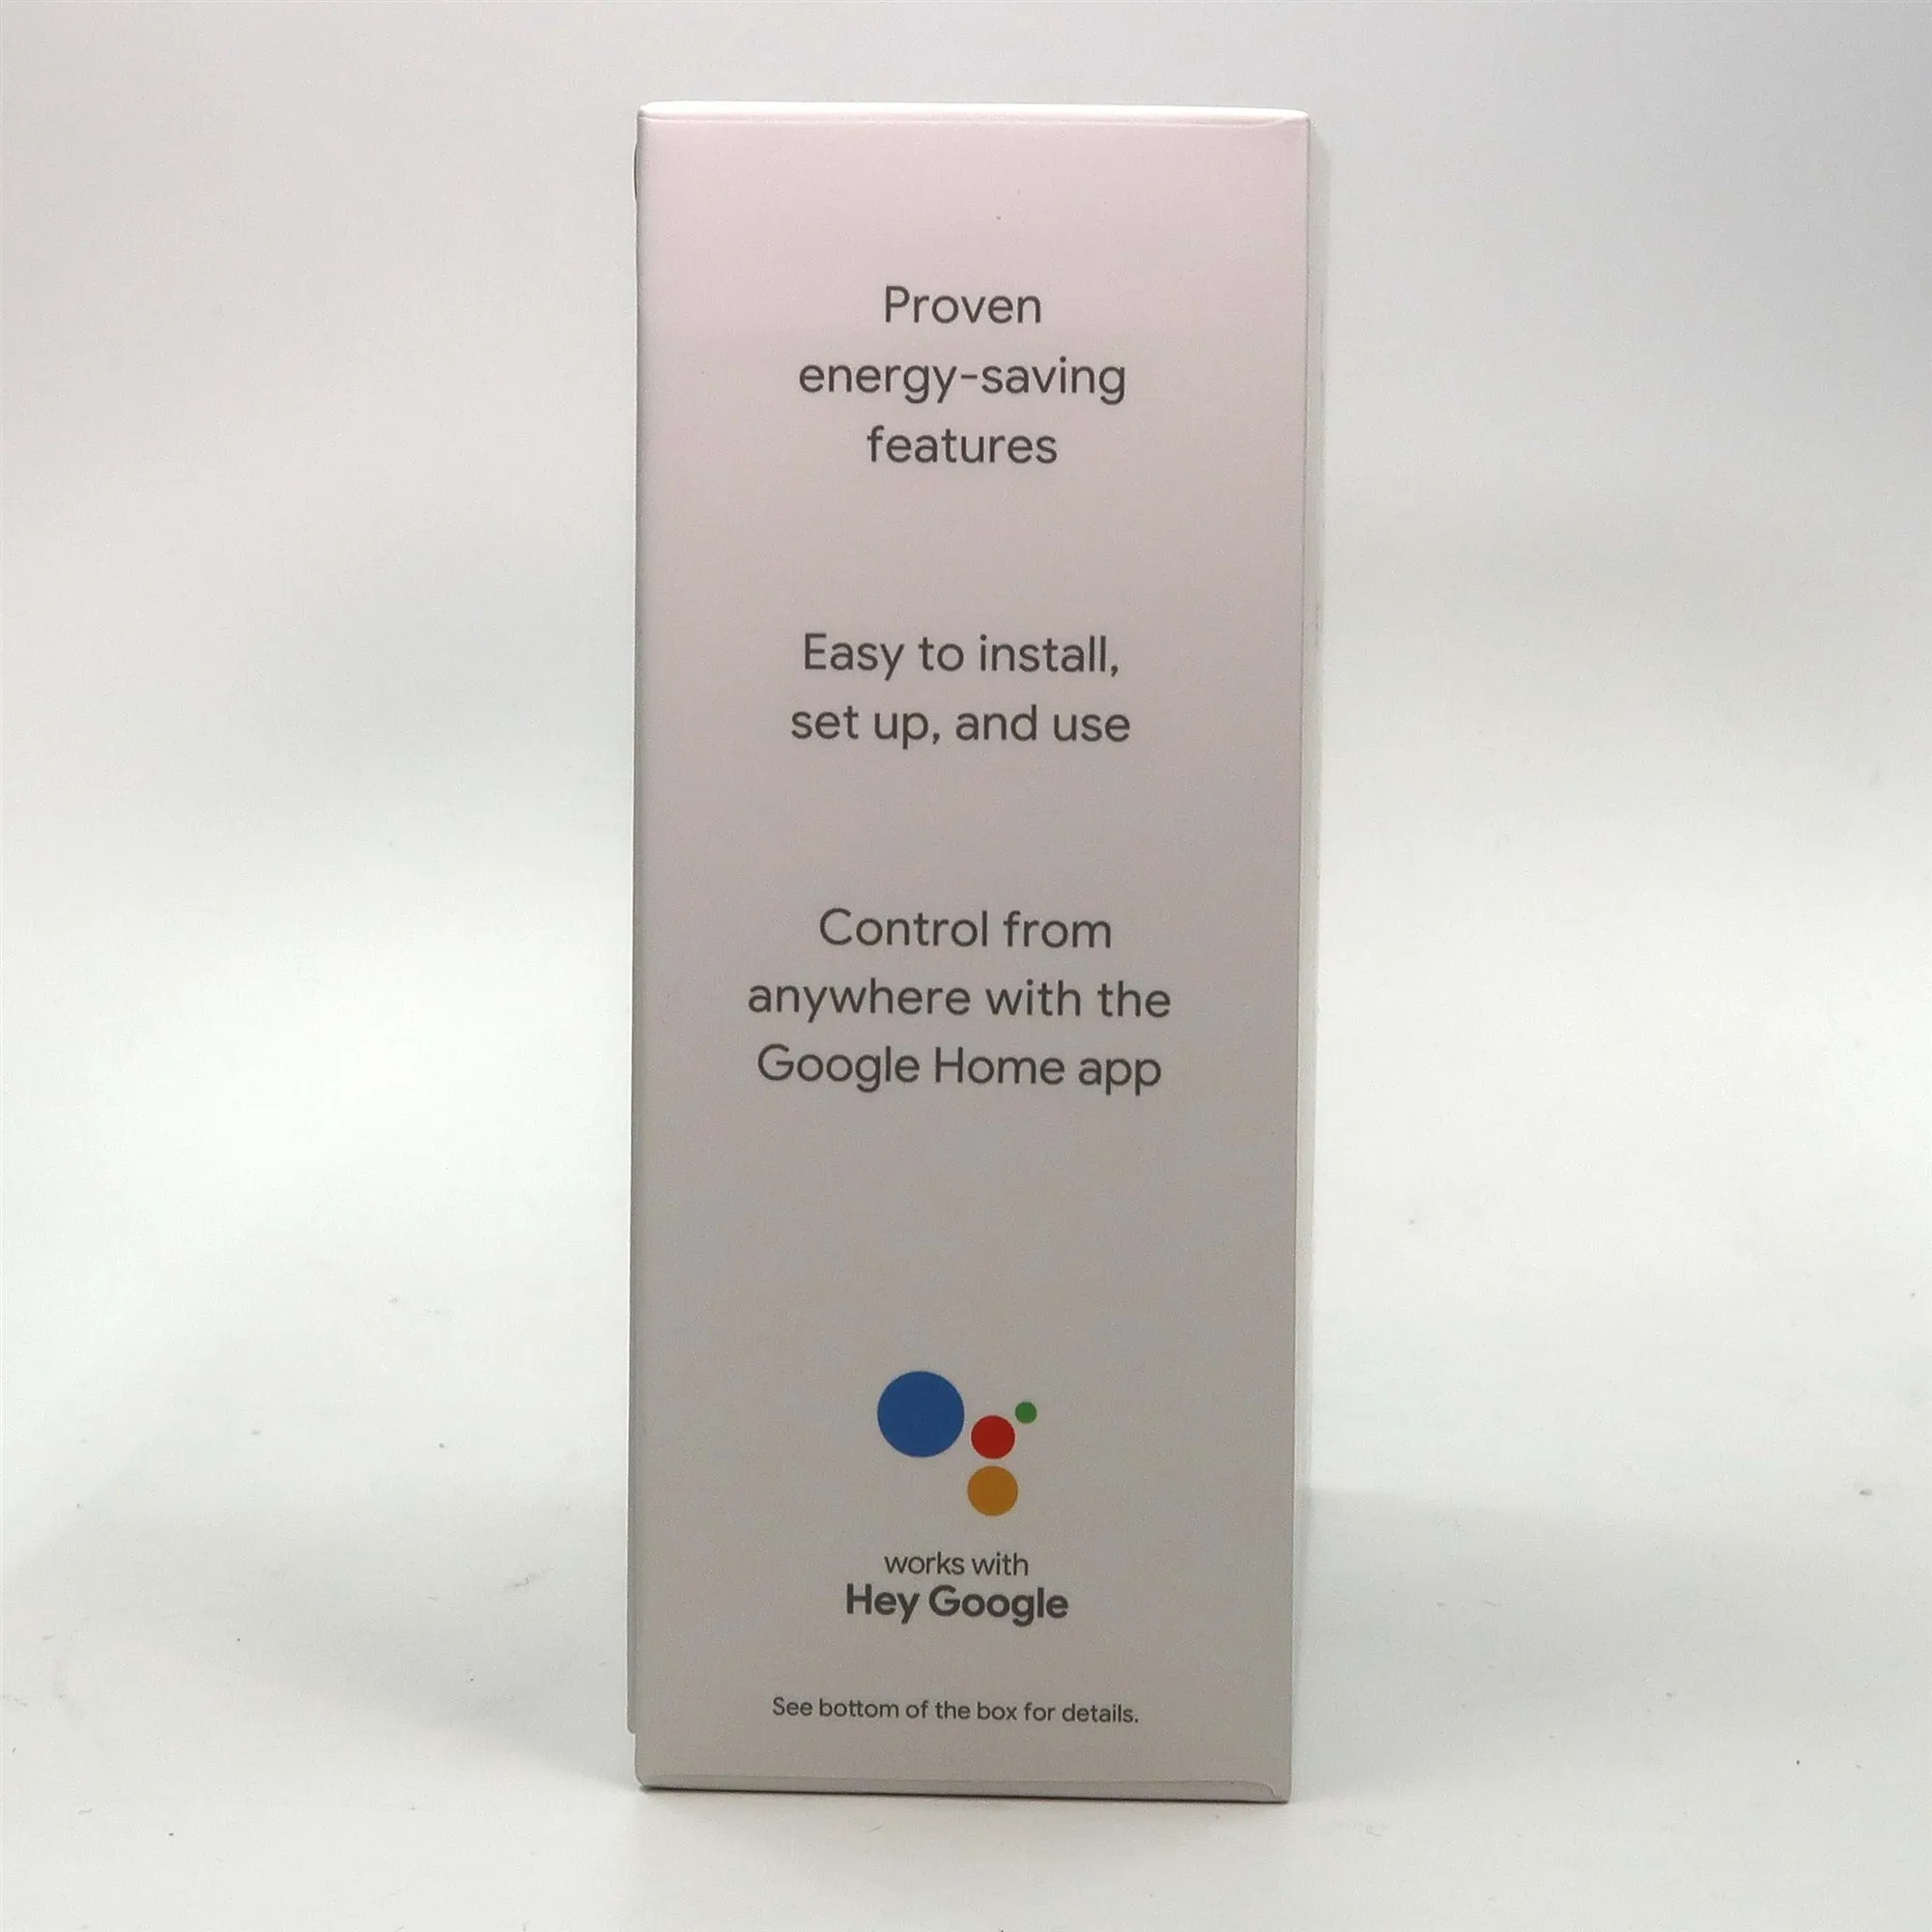 Proven
energy-saving
features
Easy to install,
set up, and use
Control from
anywhere with the
Google Home app
works with
Hey Google
See bottom of the box for details.